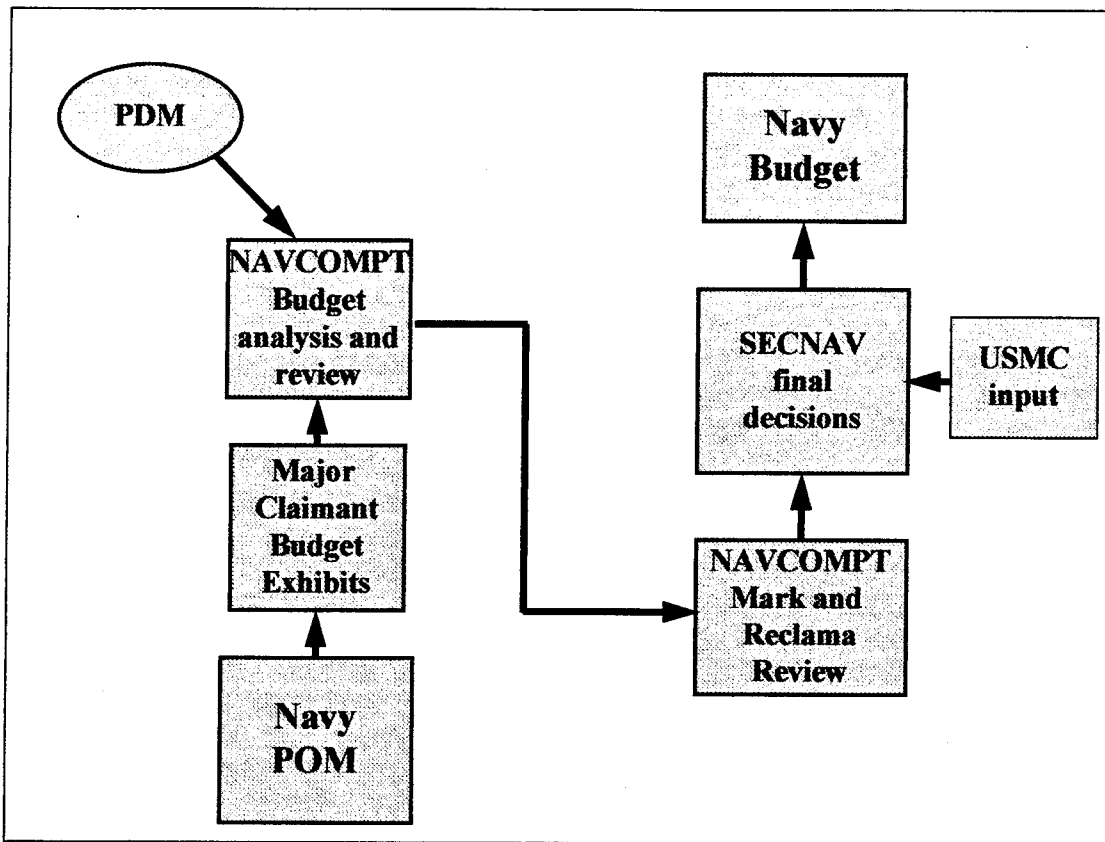 PDM
NAVCOMPT
Budget
analysis and
review
Major
Claimant
Budget
Exhibits
Navy
POM
Navy
Budget
SECNAV
final
decisions
USMC
input
NAVCOMPT
Mark and
Reclama
Review